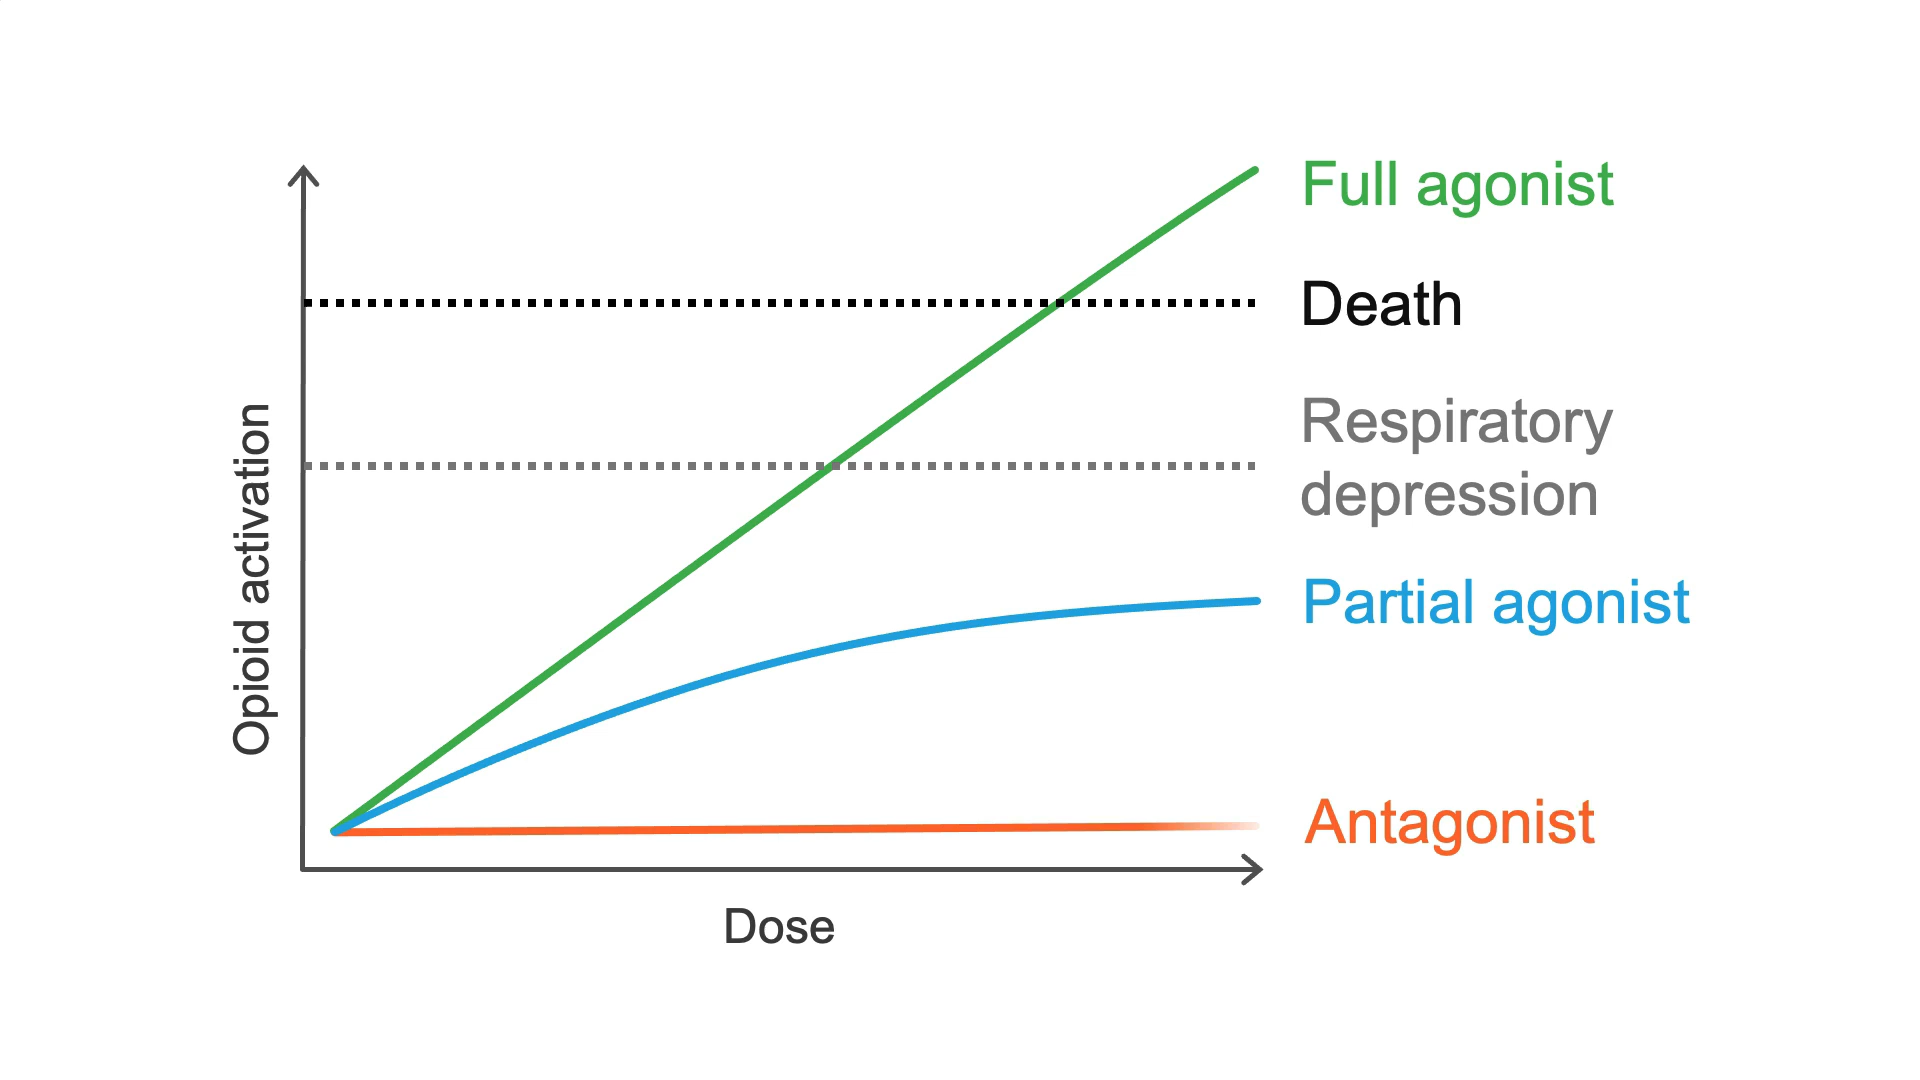 Full agonist
Death
Respiratory
depression
Partial agonist
Antagonist
Opioid activation
Dose